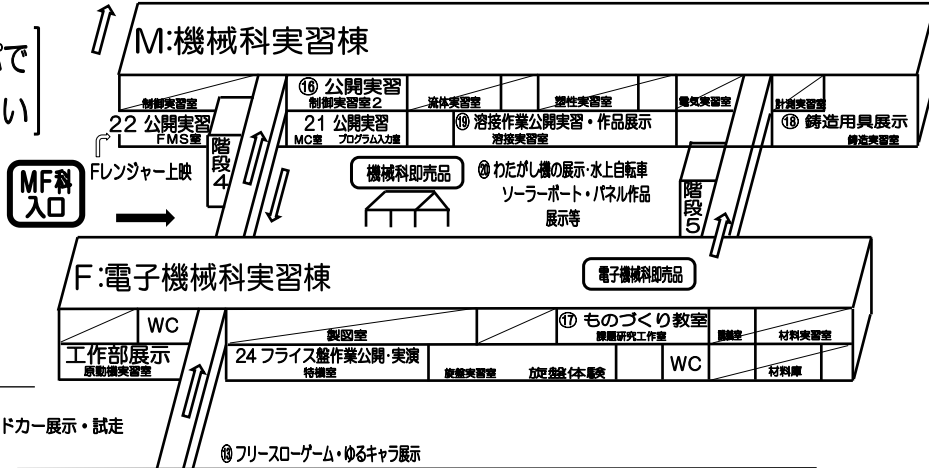 で
い
M:機械科実習棟
制御実習室
⑯ 公開実習
制御実習室2
流体実習室
塑性実習室
電気実習室
計測実習室
22 公開実習
FMS室
21 公開実習
MC室 プログラム入力室
⑲ 溶接作業公開実習・作品展示
溶接実習室
⑱ 鋳造用具展示
鋳造実習室
Fレンジャー上映
階段4
機械科即売品
⑳ わたがし機の展示・水上自転車
ソーラーボート・パネル作品
展示等
階段5
MF科
入口
F:電子機械科実習棟
電子機械科即売品
WC
製図室
⑰ ものづくり教室
課題研究工作室
材料実習室
工作部展示
原動機実習室
24 フライス盤作業公開・実演
特機室
旋盤実習室
旋盤体験
WC
材料庫
ドカー展示・試走
フリースローゲーム・ゆるキャラ展示